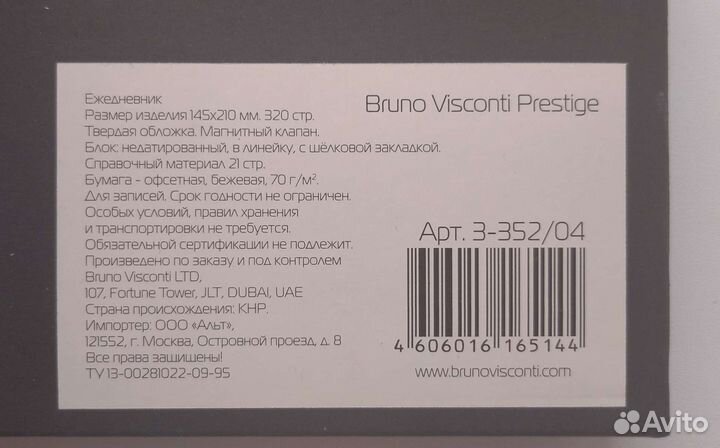 Ежедневник
Размер изделия 145х210 мм. 320 стр.
Твердая обложка. Магнитный клапан.
Блок: недатированный, в линейку, с шёлковой закладкой.
Справочный материал 21 стр.
Бумага - офсетная, бежевая, 70 г/м².
Для записей. Срок годности не ограничен.
Особых условий, правил хранения
и транспортировки не требуется.
Обязательной сертификации не подлежит.
Произведено по заказу и под контролем
Bruno Visconti LTD,
107, Fortune Tower, JLT, DUBAI, UAE
Страна происхождения: КНР.
Импортер: ООО «Альт»,
121552, г. Москва, Островной проезд, д. 8
Все права защищены!
ТУ 13-00281022-09-95
Bruno Visconti Prestige
Арт. 3-352/04
4 606016 165144
www.brunovisconti.com
Avito